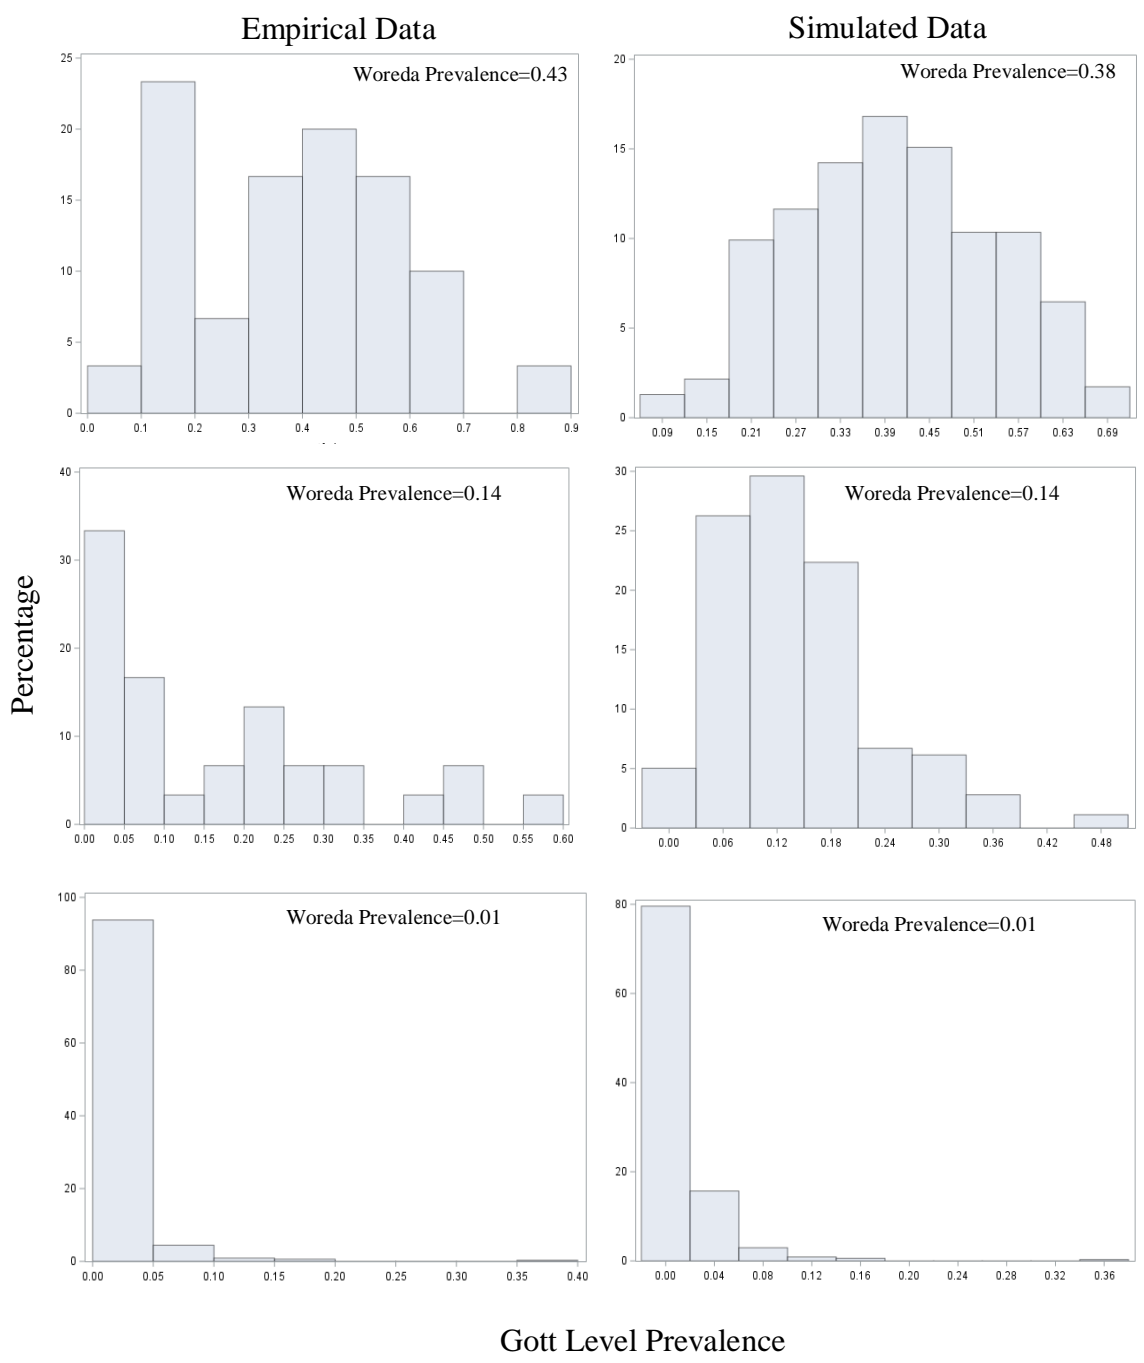 Empirical Data
Simulated Data
Woreda Prevalence=0.43
25
20
15
10
5
0
0.0 0.1 0.2 0.3 0.4 0.5 0.6 0.7 0.8 0.9
Woreda Prevalence=0.38
20
15
10
5
0
0.09 0.15 0.21 0.27 0.33 0.39 0.45 0.51 0.57 0.63 0.69
Percentage
Woreda Prevalence=0.14
40
30
20
10
0
0.00 0.05 0.10 0.15 0.20 0.25 0.30 0.35 0.40 0.45 0.50 0.55 0.60
Woreda Prevalence=0.14
30
25
20
15
10
5
0
0.00 0.06 0.12 0.18 0.24 0.30 0.36 0.42 0.48
Woreda Prevalence=0.01
100
80
60
40
20
0
0.00 0.05 0.10 0.15 0.20 0.25 0.30 0.35 0.40
Woreda Prevalence=0.01
80
60
40
20
0
0.00 0.04 0.08 0.12 0.16 0.20 0.24 0.28 0.32 0.36
Gott Level Prevalence